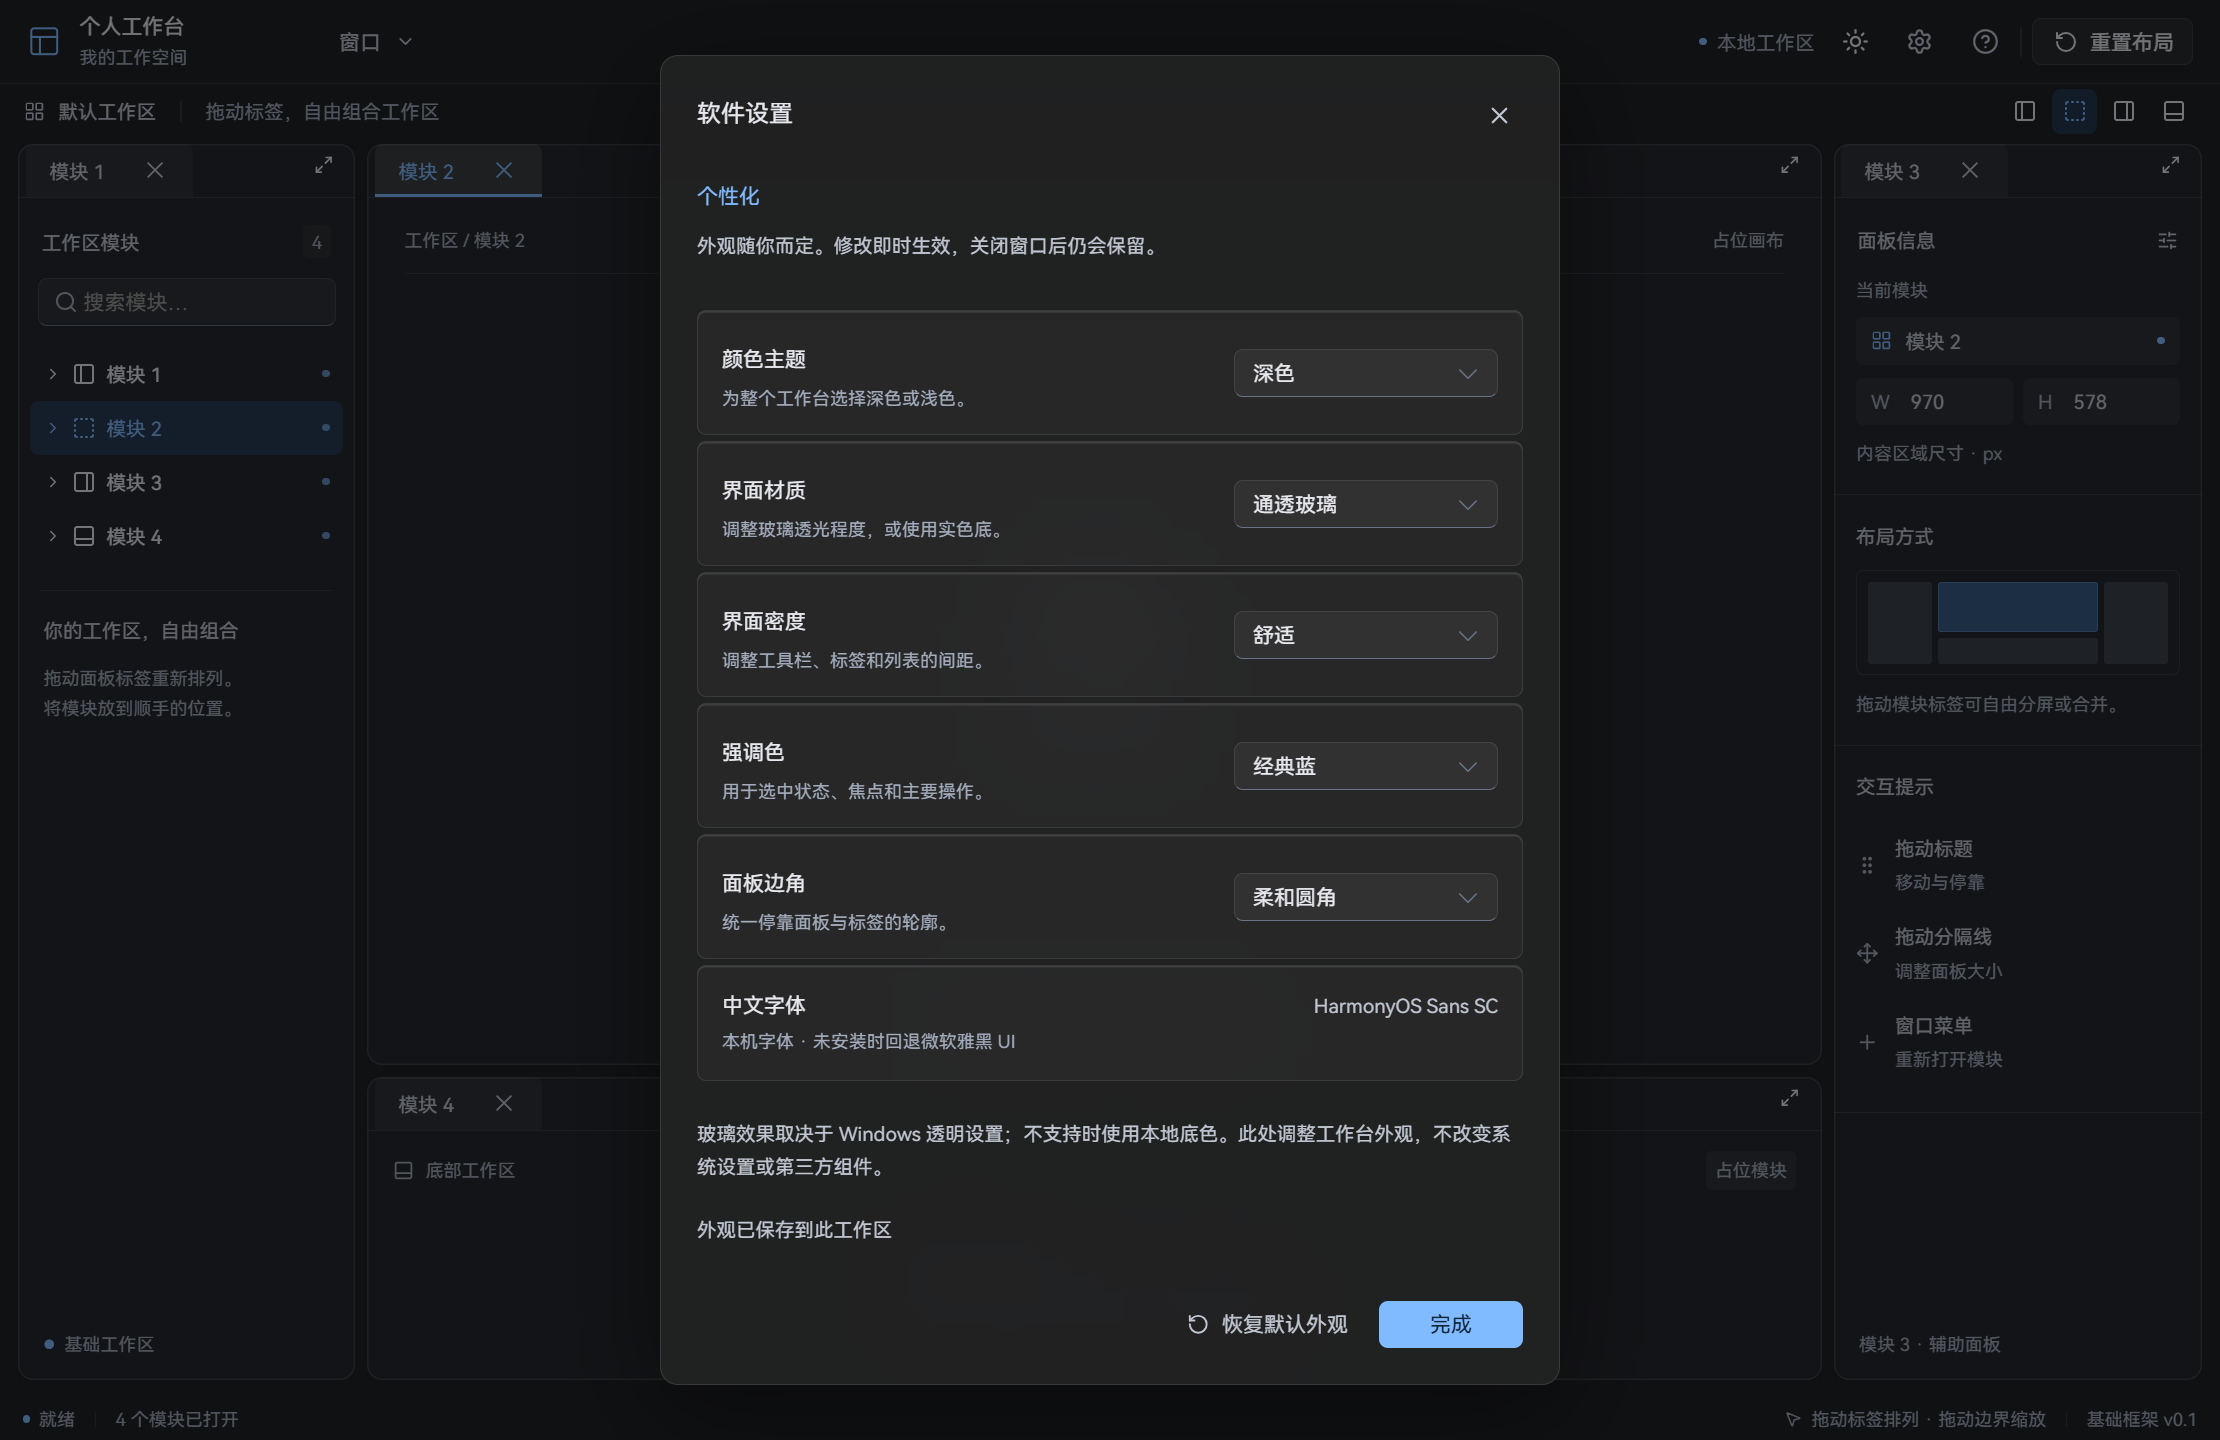 个人工作台
我的工作空间
窗口
本地工作区
重置布局
默认工作区
拖动标签，自由组合工作区
模块 1
工作区模块
4
搜索模块…
模块 1
模块 2
模块 3
模块 4
你的工作区，自由组合
拖动面板标签重新排列。
将模块放到顺手的位置。
基础工作区
模块 2
工作区 / 模块 2
占位画布
模块 4
底部工作区
占位模块
软件设置
个性化
外观随你而定。修改即时生效，关闭窗口后仍会保留。
颜色主题
为整个工作台选择深色或浅色。
深色
界面材质
调整玻璃透光程度，或使用实色底。
通透玻璃
界面密度
调整工具栏、标签和列表的间距。
舒适
强调色
用于选中状态、焦点和主要操作。
经典蓝
面板边角
统一停靠面板与标签的轮廓。
柔和圆角
中文字体
本机字体 · 未安装时回退微软雅黑 UI
HarmonyOS Sans SC
玻璃效果取决于 Windows 透明设置；不支持时使用本地底色。此处调整工作台外观，不改变系
统设置或第三方组件。
外观已保存到此工作区
恢复默认外观
完成
模块 3
面板信息
当前模块
模块 2
W 970
H 578
内容区域尺寸 · px
布局方式
拖动模块标签可自由分屏或合并。
交互提示
拖动标题
移动与停靠
拖动分隔线
调整面板大小
窗口菜单
重新打开模块
模块 3 · 辅助面板
就绪
4 个模块已打开
拖动标签排列 · 拖动边界缩放
基础框架 v0.1